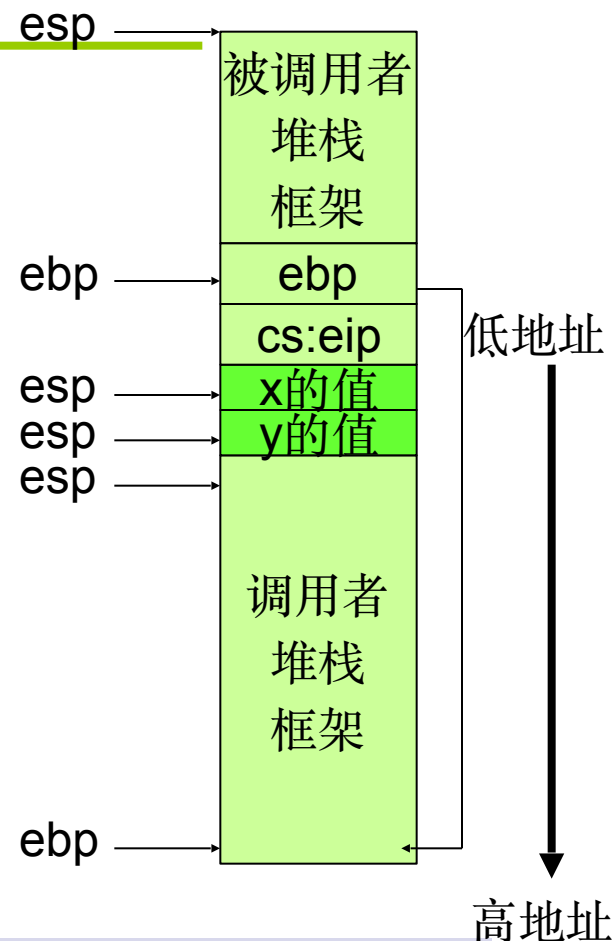 esp
被调用者
堆栈
框架
ebp
ebp
cs:eip
低地址
esp
x的值
esp
y的值
esp
调用者
堆栈
框架
ebp
高地址